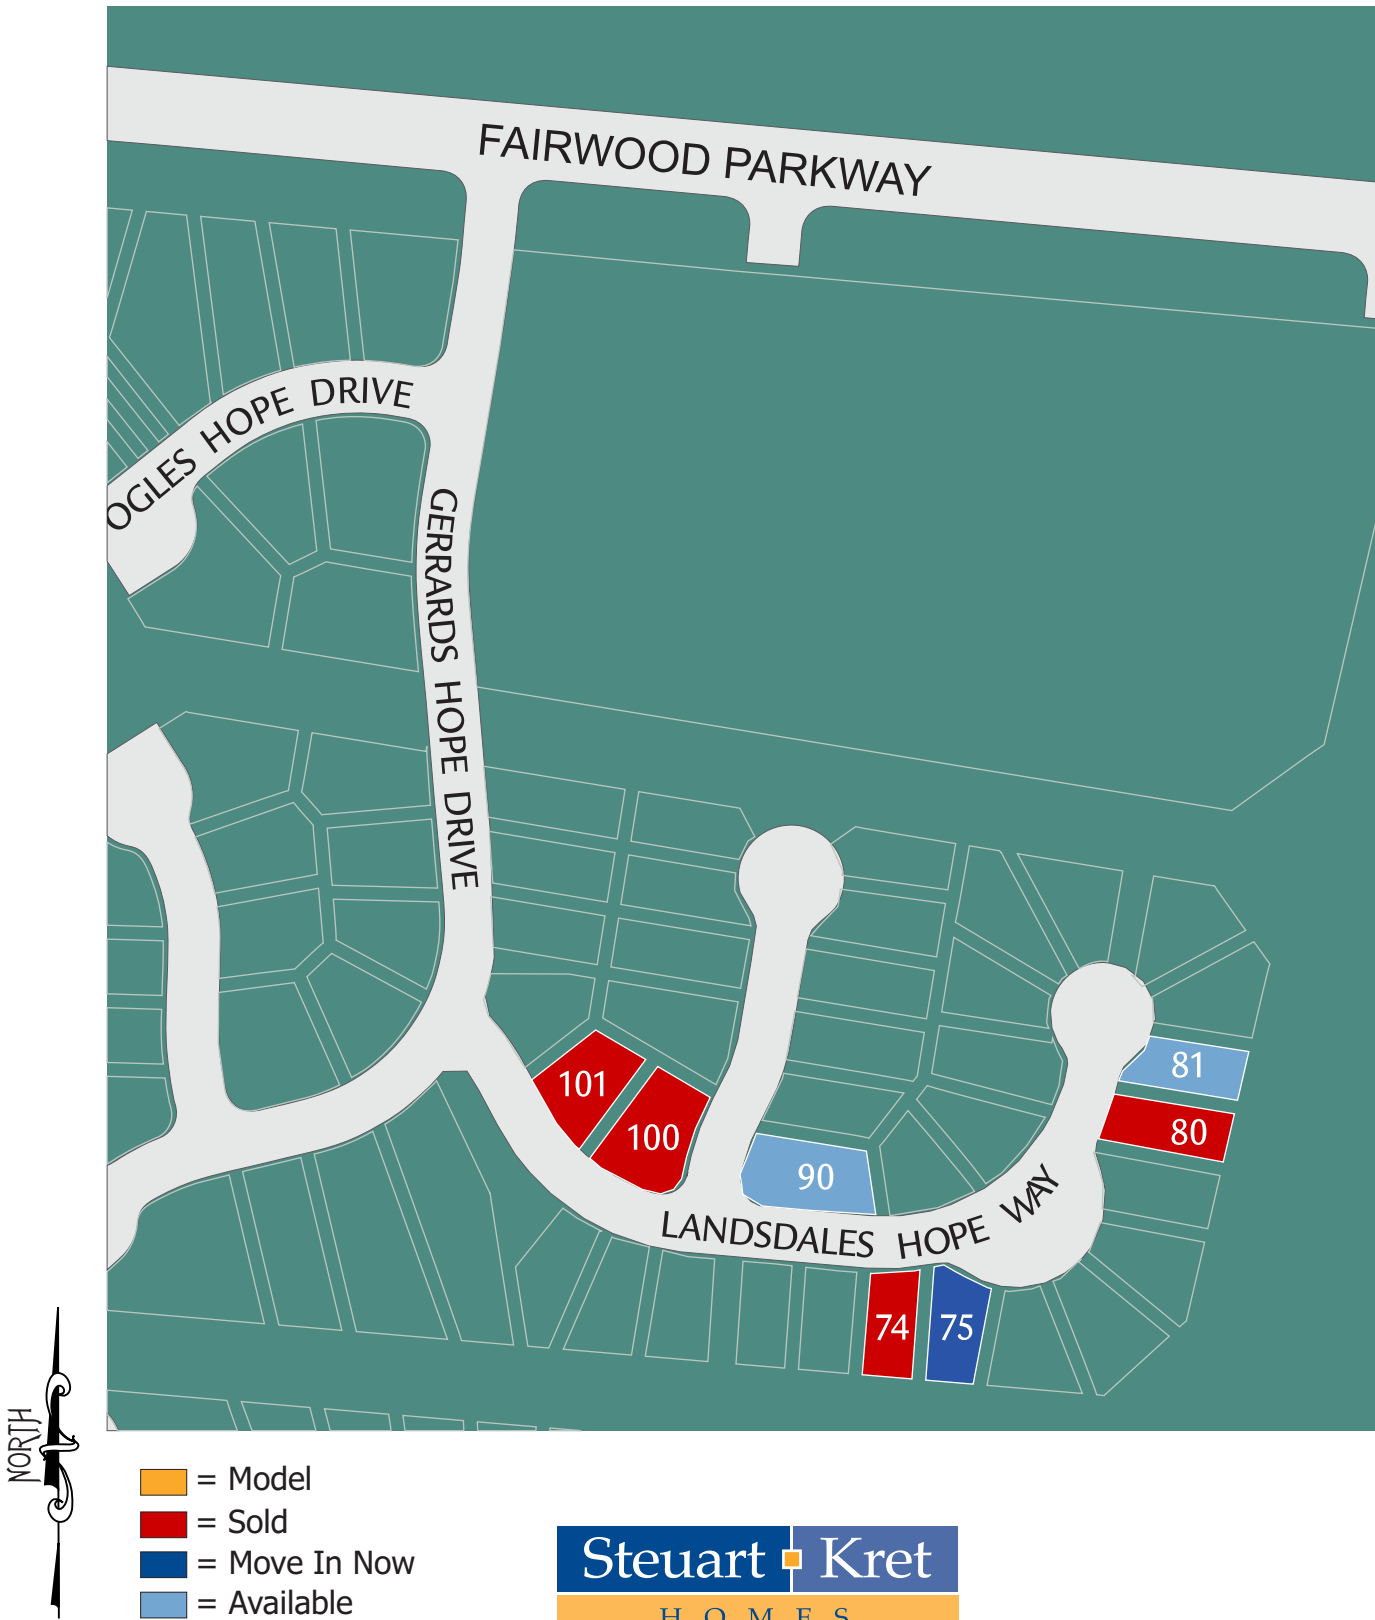 FAIRWOOD PARKWAY
OGLES HOPE DRIVE
GERRARDS HOPE DRIVE
101
100
90
81
80
LANDSDALES HOPE WAY
74
75
NORTH
= Model
= Sold
= Move In Now
= Available
Steuart Kret
HOMES